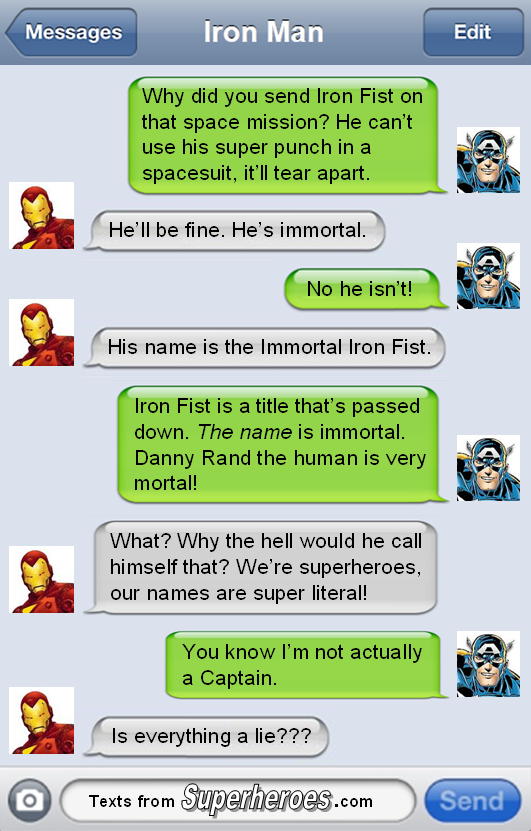 Messages
Iron Man
Edit
Why did you send Iron Fist on
that space mission? He can't
use his super punch in a
spacesuit, it'll tear apart.
He'll be fine. He's immortal.
No he isn't!
His name is the Immortal Iron Fist.
Iron Fist is a title that's passed
down. The name is immortal.
Danny Rand the human is very
mortal!
What? Why the hell would he call
himself that? We're superheroes,
our names are super literal!
You know I'm not actually
a Captain.
Is everything a lie???
Texts from Superheroes.com
Send